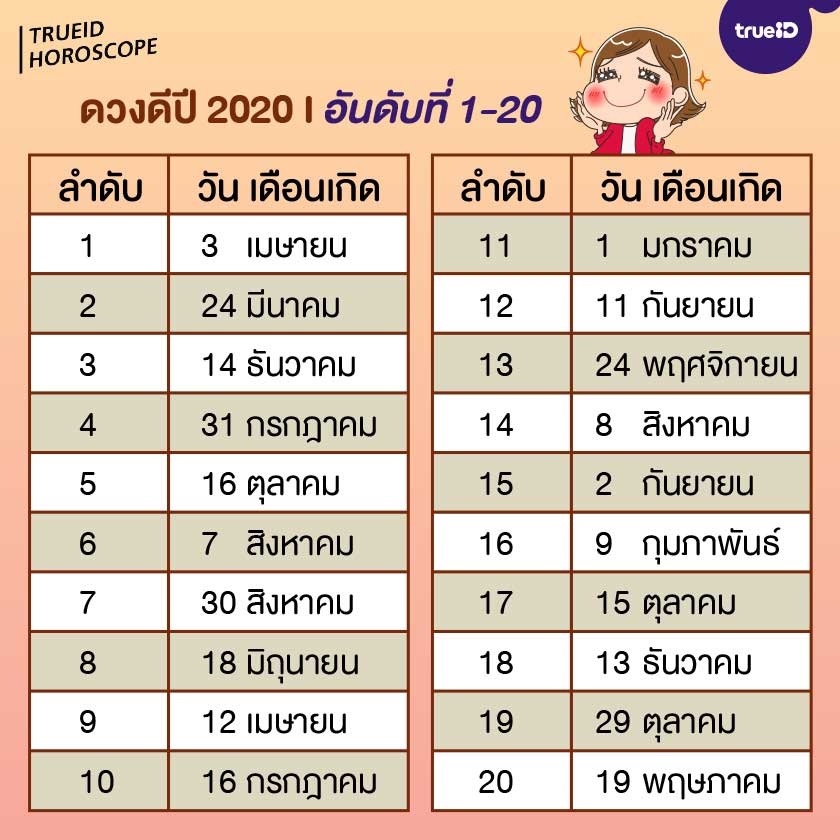 TRUEID
HOROSCOPE
trueID
ดวงดีปี 2020 I อันดับที่ 1-20
ลำดับ วัน เดือนเกิด
1 3 เมษายน
2 24 มีนาคม
3 14 ธันวาคม
4 31 กรกฎาคม
5 16 ตุลาคม
6 7 สิงหาคม
7 30 สิงหาคม
8 18 มิถุนายน
9 12 เมษายน
10 16 กรกฎาคม
ลำดับ วัน เดือนเกิด
11 1 มกราคม
12 11 กันยายน
13 24 พฤศจิกายน
14 8 สิงหาคม
15 2 กันยายน
16 9 กุมภาพันธ์
17 15 ตุลาคม
18 13 ธันวาคม
19 29 ตุลาคม
20 19 พฤษภาคม